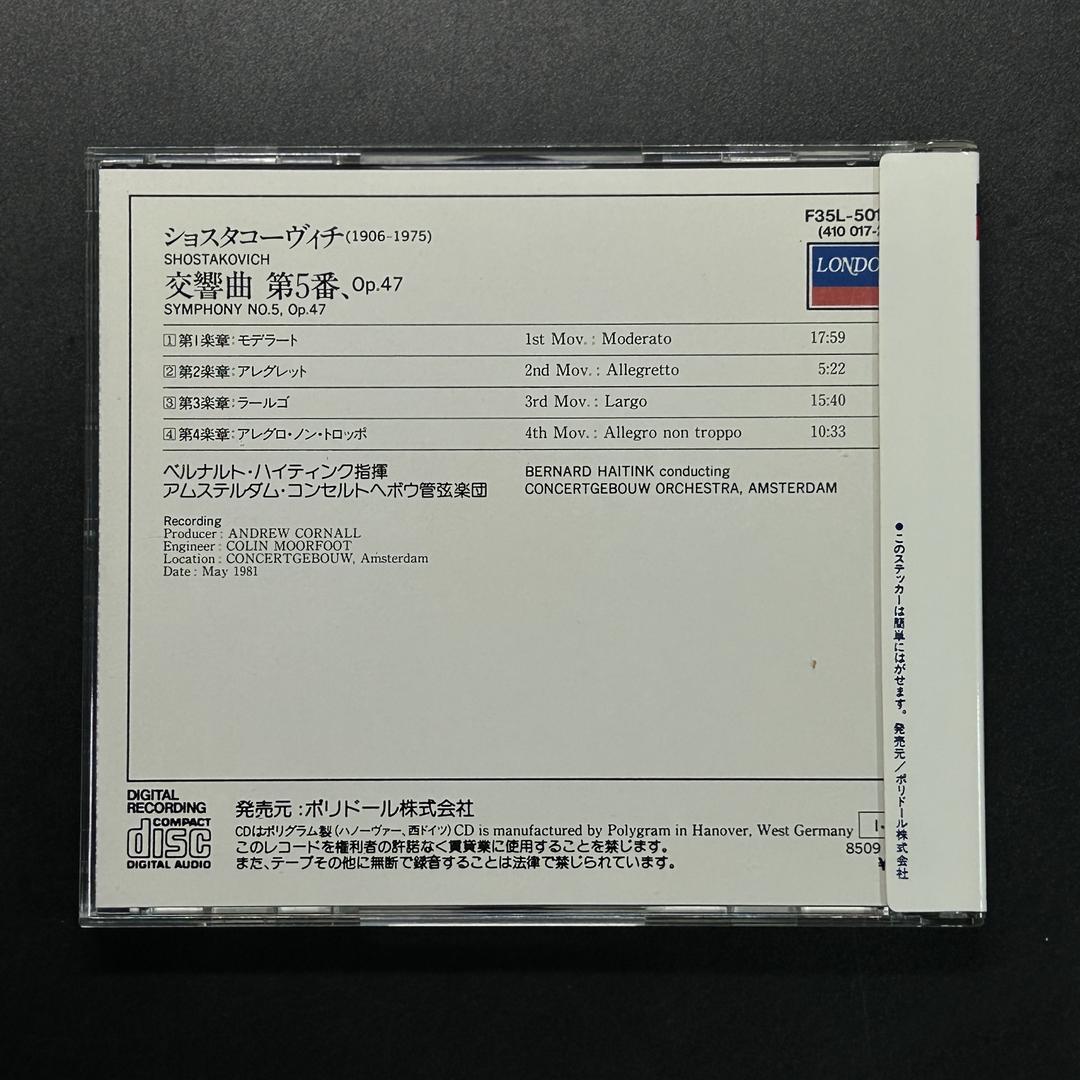 ショスタコーヴィチ(1906-1975)
SHOSTAKOVICH
交響曲 第5番、Op.47
SYMPHONY NO.5, Op.47
F35L-501
(410 017-
LONDO
1 第1楽章:モデラート 1st Mov.: Moderato 17:59
2 第2楽章:アレグレット 2nd Mov.: Allegretto 5:22
3 第3楽章:ラールゴ 3rd Mov.: Largo 15:40
4 第4楽章:アレグロ・ノン・トロッポ 4th Mov.: Allegro non troppo 10:33
ベルナルト・ハイティンク指揮 BERNARD HAITINK conducting
アムステルダム・コンセルトヘボウ管弦楽団 CONCERTGEBOUW ORCHESTRA, AMSTERDAM
Recording
Producer: ANDREW CORNALL
Engineer: COLIN MOORFOOT
Location: CONCERTGEBOUW, Amsterdam
Date: May 1981
●このステッカーは簡単にはがせます。発売元/ポリドール株式会社
DIGITAL
RECORDING
COMPACT
disc
DIGITAL AUDIO
発売元:ポリドール株式会社
CDはポリグラム製(ハノーヴァー、西ドイツ) CD is manufactured by Polygram in Hanover, West Germany
このレコードを権利者の許諾なく賃貸業に使用することを禁じます。
また、テープその他に無断で録音することは法律で禁じられています。
8509